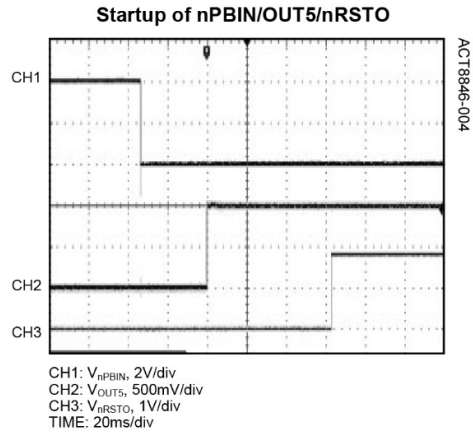 Startup of nPBIN/OUT5/nRSTO
CH1
CH2
CH3
ACT8846-004
CH1: VnPBIN, 2V/div
CH2: VOUT5, 500mV/div
CH3: VnRSTO, 1V/div
TIME: 20ms/div